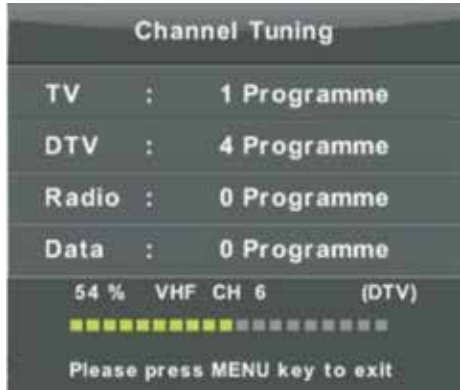 Channel Tuning
TV : 1 Programme
DTV : 4 Programme
Radio : 0 Programme
Data : 0 Programme
54 % VHF CH 6 (DTV)
Please press MENU key to exit